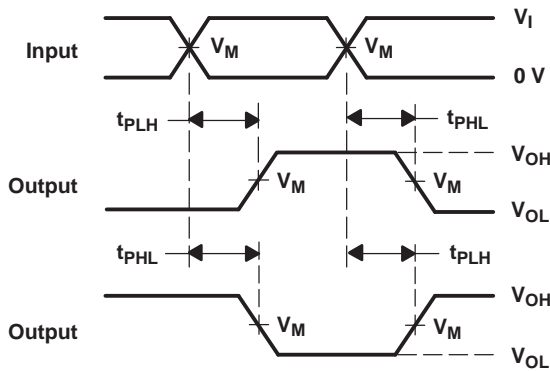 V_I
Input
V_M
V_M
0 V
t_PLH
t_PHL
V_OH
Output
V_M
V_M
V_OL
t_PHL
t_PLH
V_OH
Output
V_M
V_M
V_OL